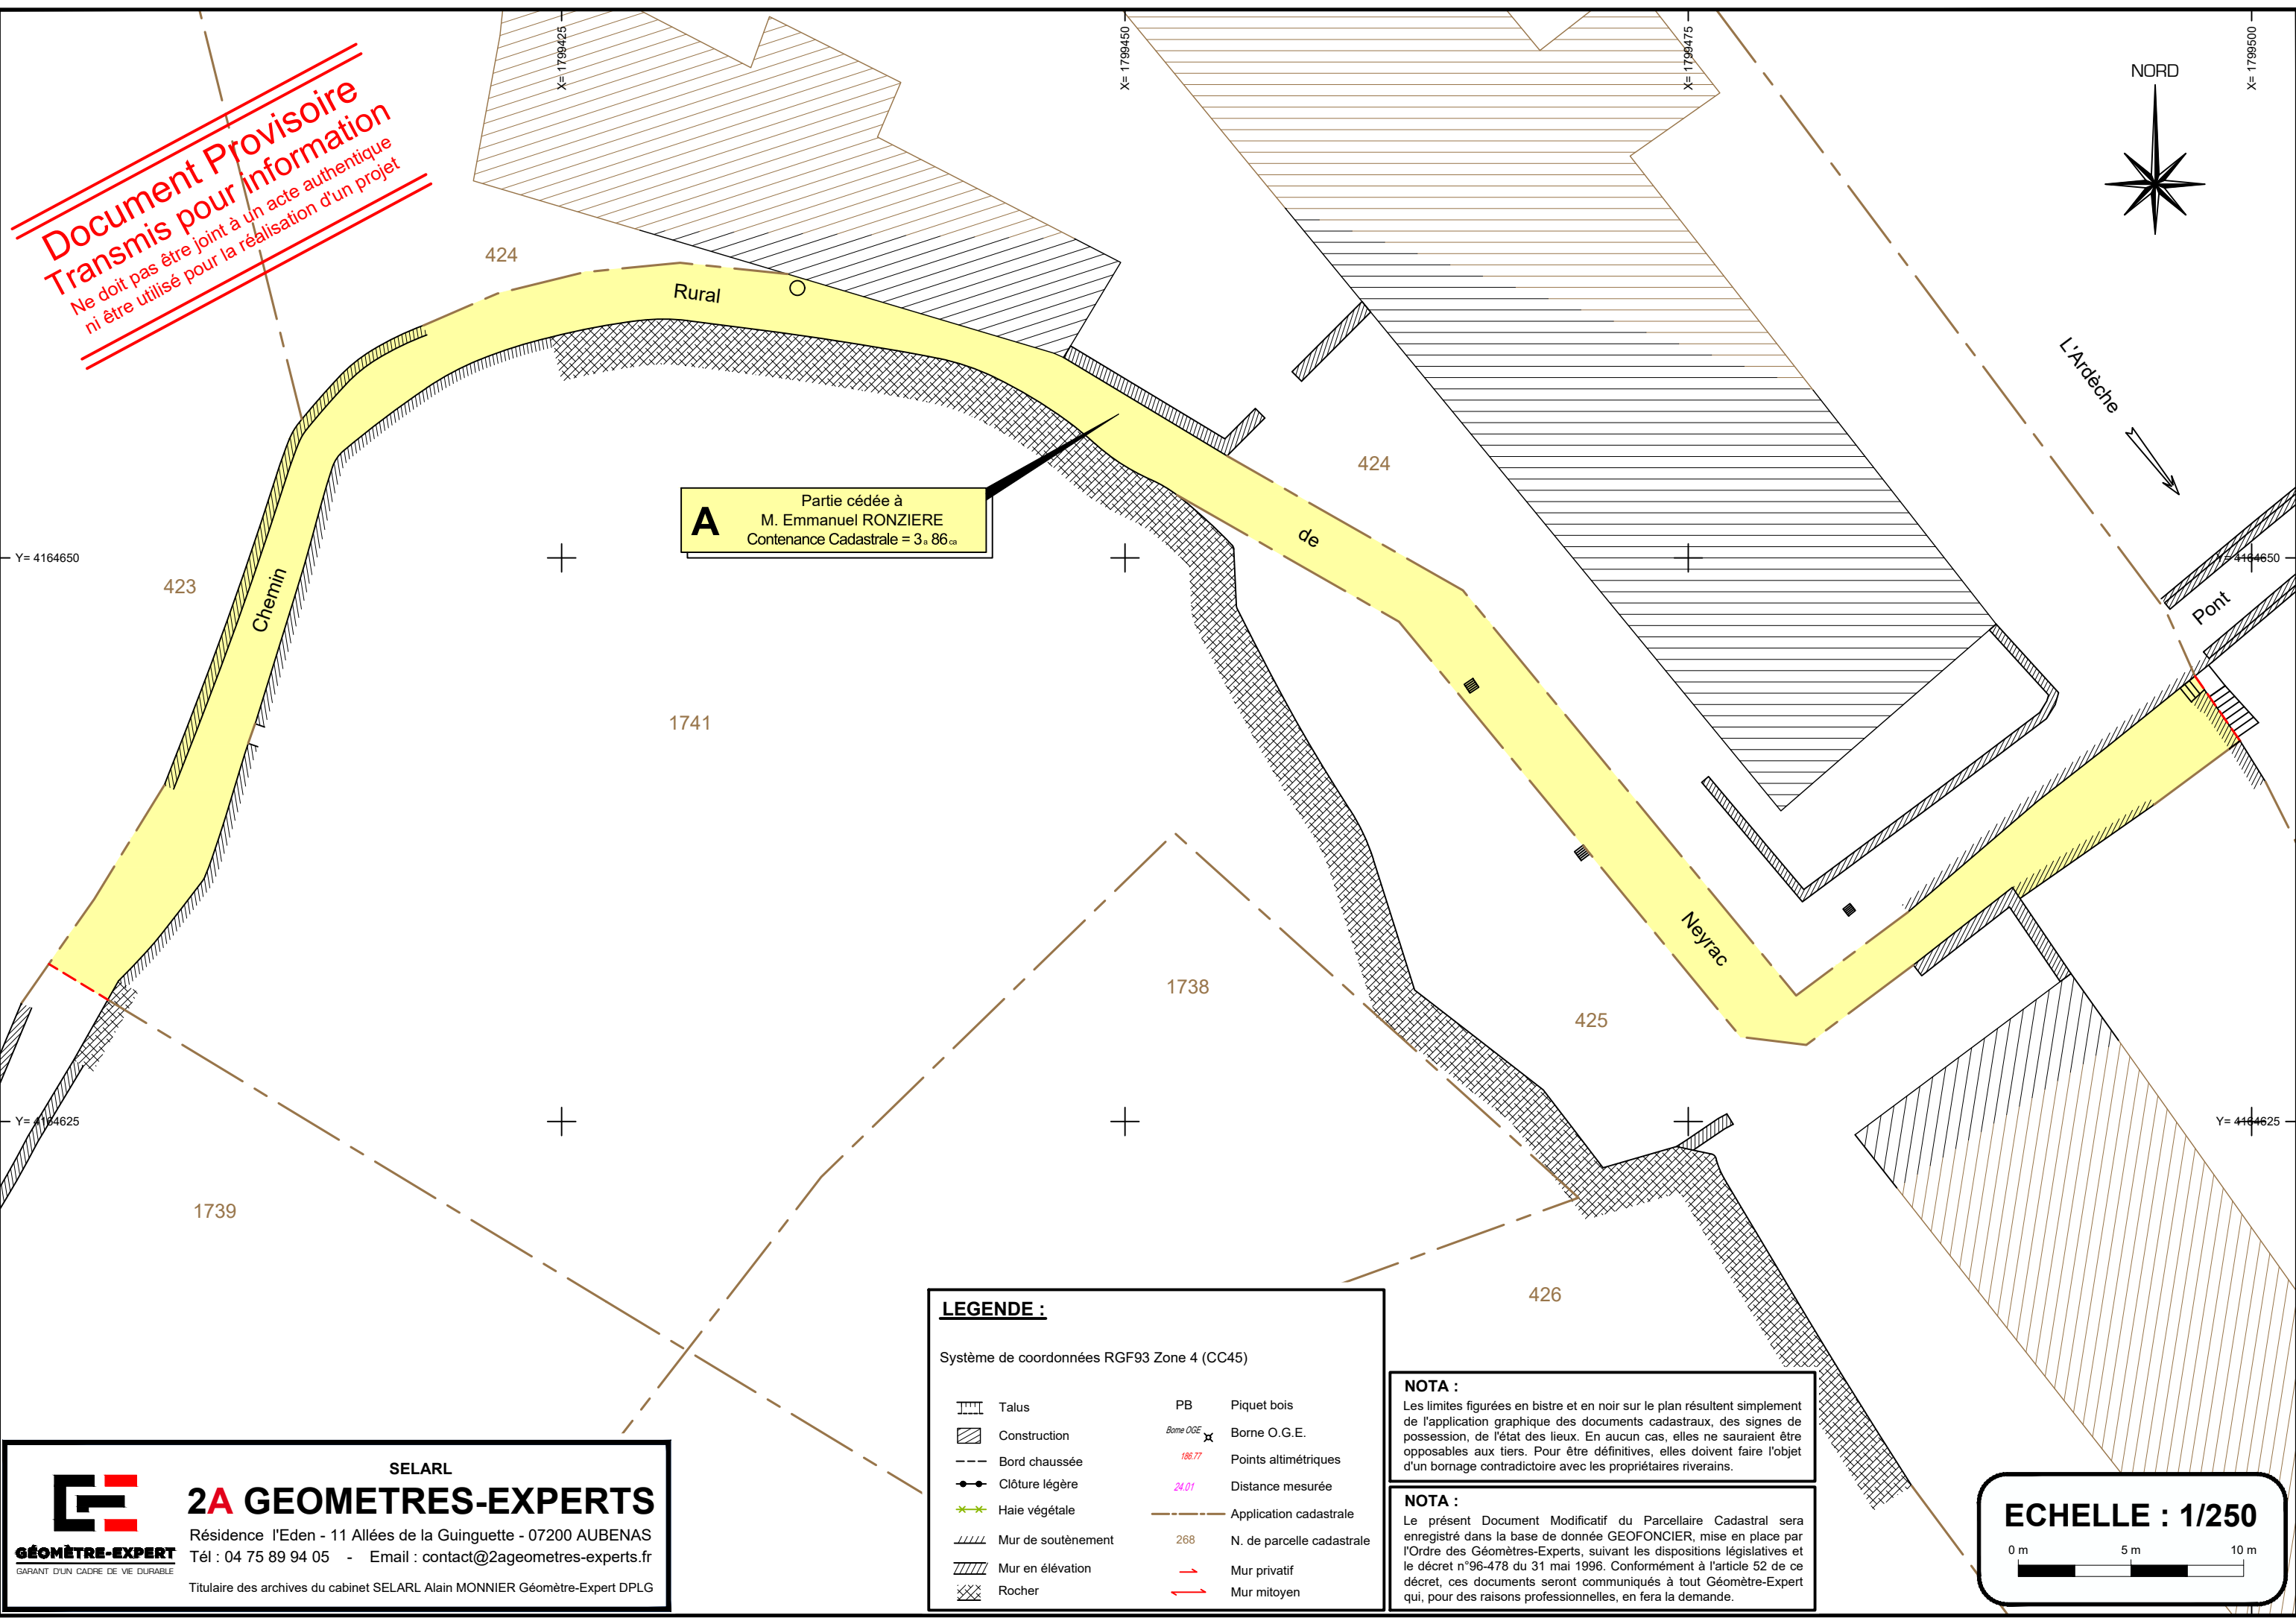 X= 1799425
X= 1799450
X= 1799475
X= 1799500
NORD
Document Provisoire
Transmis pour information
Ne doit pas être joint à un acte authentique
ni être utilisé pour la réalisation d'un projet
424
Rural
L'Ardèche
424
A
Partie cédée à
M. Emmanuel RONZIERE
Contenance Cadastrale = 3a 86ca
de
Y= 4164650
Y= 4164650
423
Chemin
Pont
1741
Neyrac
1738
425
Y= 4164625
Y= 4164625
1739
426
LEGENDE :
Système de coordonnées RGF93 Zone 4 (CC45)
Talus
Construction
Bord chaussée
Clôture légère
Haie végétale
Mur de soutènement
Mur en élévation
Rocher
PB Piquet bois
Borne OGE Borne O.G.E.
186.77 Points altimétriques
24.01 Distance mesurée
Application cadastrale
268 N. de parcelle cadastrale
Mur privatif
Mur mitoyen
NOTA :
Les limites figurées en bistre et en noir sur le plan résultent simplement
de l'application graphique des documents cadastraux, des signes de
possession, de l'état des lieux. En aucun cas, elles ne sauraient être
opposables aux tiers. Pour être définitives, elles doivent faire l'objet
d'un bornage contradictoire avec les propriétaires riverains.
NOTA :
Le présent Document Modificatif du Parcellaire Cadastral sera
enregistré dans la base de donnée GEOFONCIER, mise en place par
l'Ordre des Géomètres-Experts, suivant les dispositions législatives et
le décret n°96-478 du 31 mai 1996. Conformément à l'article 52 de ce
décret, ces documents seront communiqués à tout Géomètre-Expert
qui, pour des raisons professionnelles, en fera la demande.
GÉOMÈTRE-EXPERT
GARANT D'UN CADRE DE VIE DURABLE
SELARL
2A GEOMETRES-EXPERTS
Résidence l'Eden - 11 Allées de la Guinguette - 07200 AUBENAS
Tél : 04 75 89 94 05 - Email : contact@2ageometres-experts.fr
Titulaire des archives du cabinet SELARL Alain MONNIER Géomètre-Expert DPLG
ECHELLE : 1/250
0 m 5 m 10 m